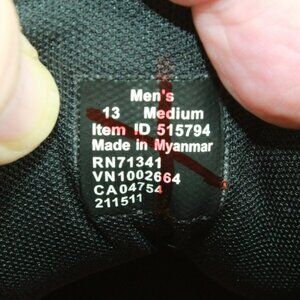 Men's
13 Medium
Item ID 515794
Made in Myanmar
RN71341
VN1002664
CA04754
211511